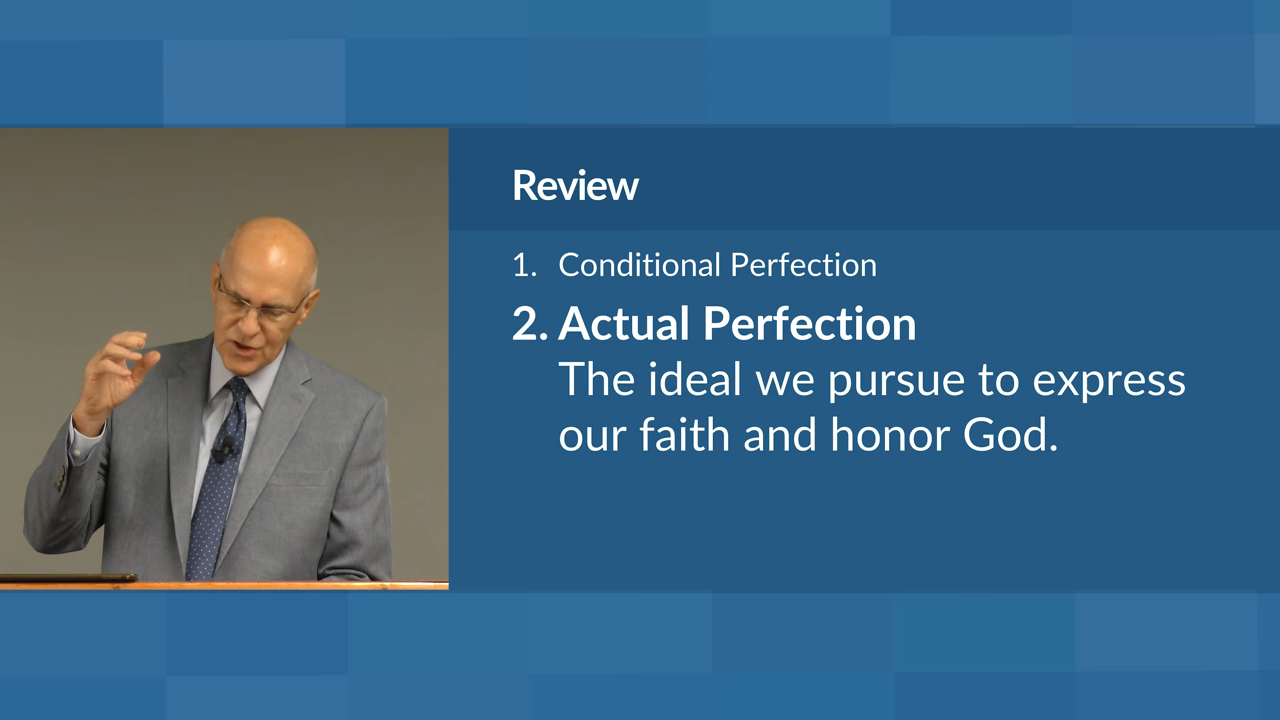 Review
1. Conditional Perfection
2. Actual Perfection
The ideal we pursue to express
our faith and honor God.